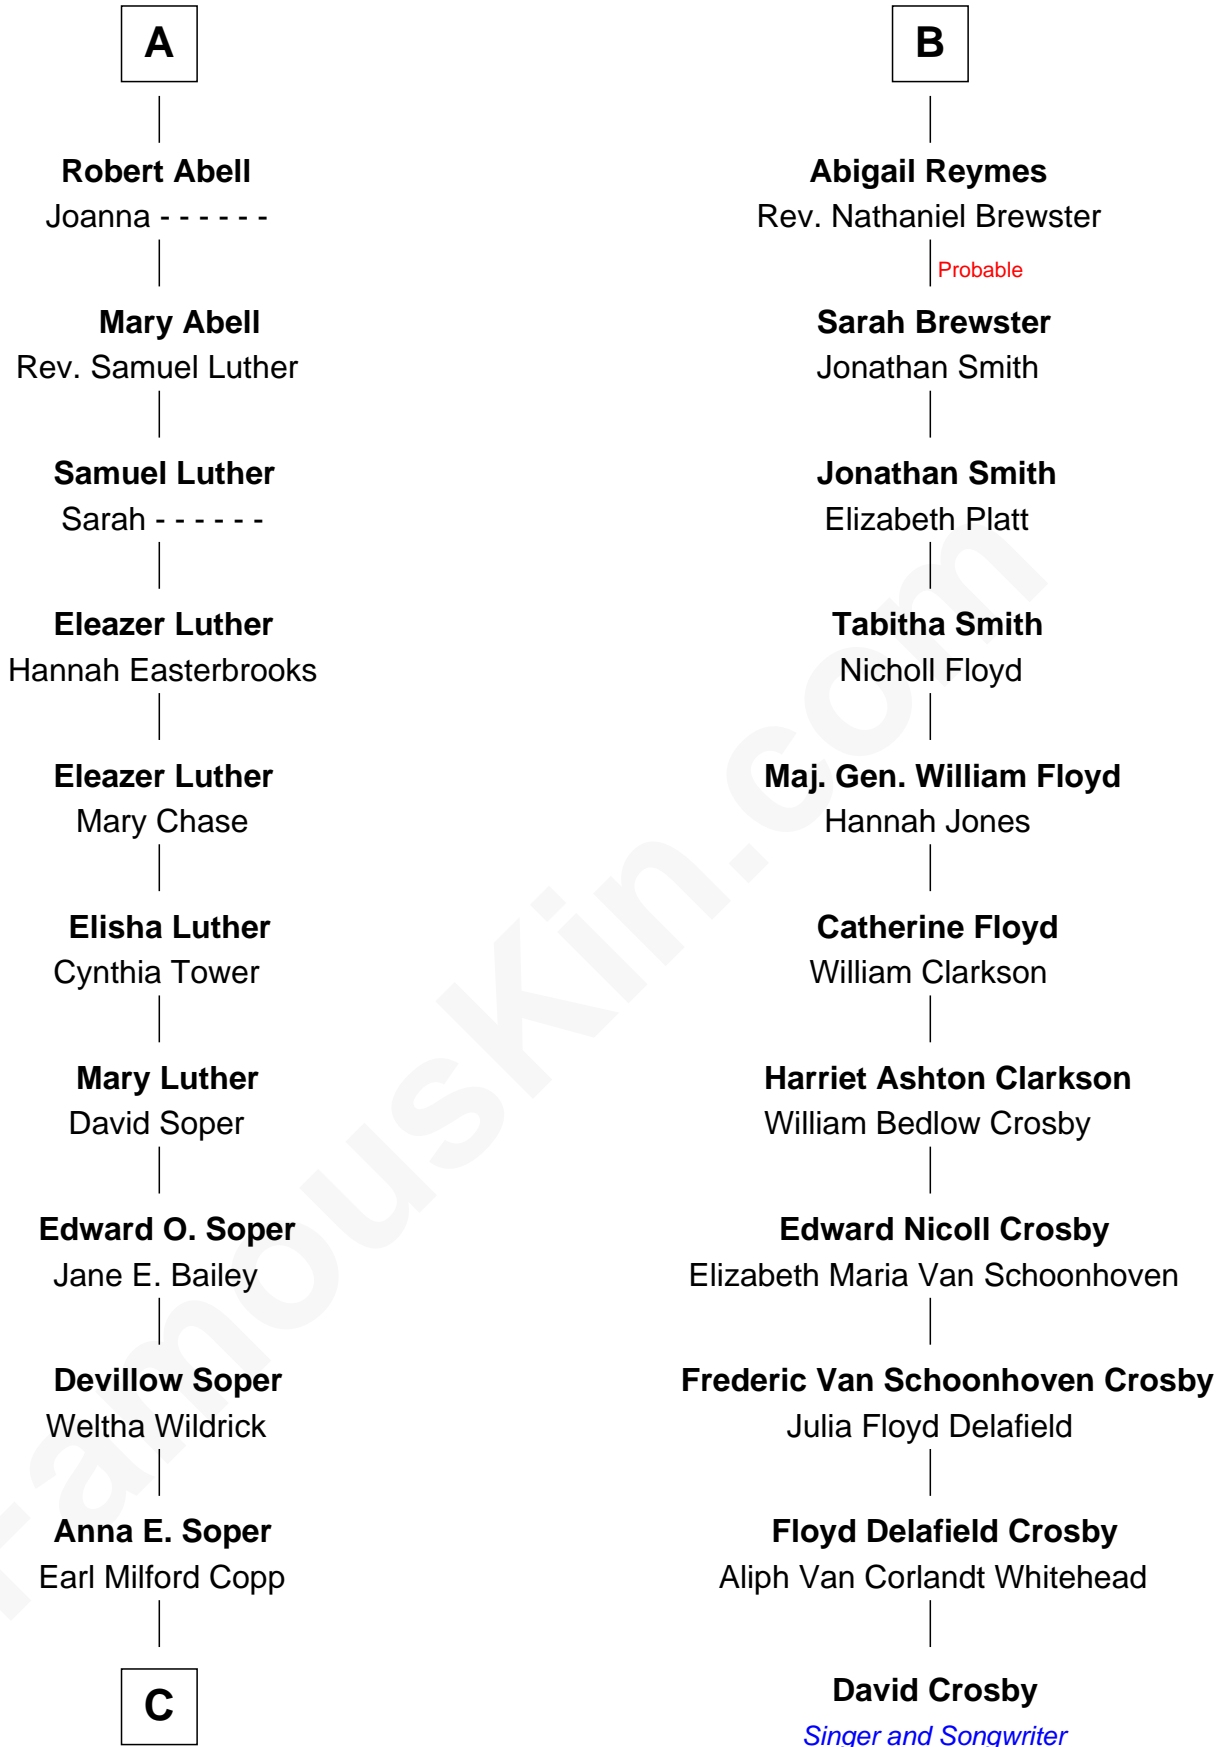 A
Robert Abell
Joanna - - - - - -
Mary Abell
Rev. Samuel Luther
Samuel Luther
Sarah - - - - - -
Eleazer Luther
Hannah Easterbrooks
Eleazer Luther
Mary Chase
Elisha Luther
Cynthia Tower
Mary Luther
David Soper
Edward O. Soper
Jane E. Bailey
Devillow Soper
Weltha Wildrick
Anna E. Soper
Earl Milford Copp
C
B
Abigail Reymes
Rev. Nathaniel Brewster
Probable
Sarah Brewster
Jonathan Smith
Jonathan Smith
Elizabeth Platt
Tabitha Smith
Nicholl Floyd
Maj. Gen. William Floyd
Hannah Jones
Catherine Floyd
William Clarkson
Harriet Ashton Clarkson
William Bedlow Crosby
Edward Nicoll Crosby
Elizabeth Maria Van Schoonhoven
Frederic Van Schoonhoven Crosby
Julia Floyd Delafield
Floyd Delafield Crosby
Aliph Van Corlandt Whitehead
David Crosby
Singer and Songwriter
FamousKin.com